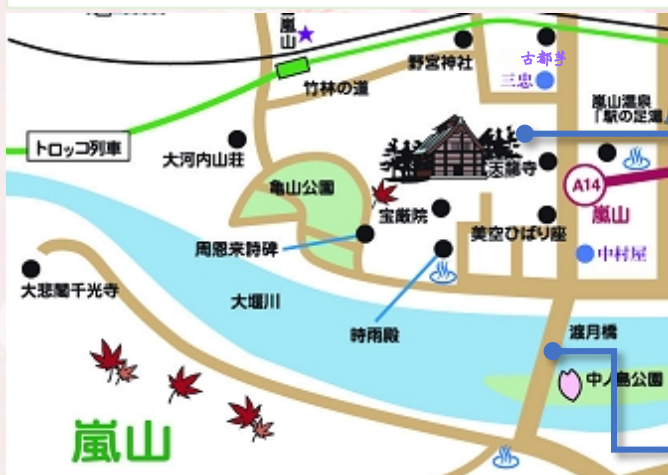 嵐山
野宮神社
古都芋
三忠
竹林の道
嵐山温泉
「駅の足湯」
トロッコ列車
大河内山荘
天龍寺
A14
嵐山
亀山公園
宝厳院
美空ひばり座
周恩来詩碑
中村屋
大悲閣千光寺
大堰川
時雨殿
渡月橋
中ノ島公園
嵐山